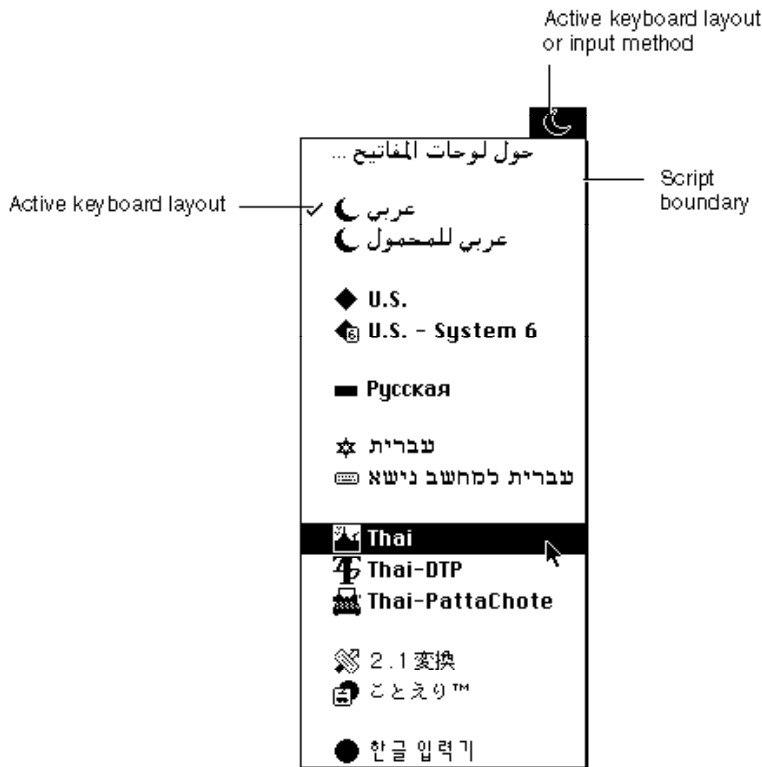 Active keyboard layout
or input method
حول لوحات المفاتيح ...
Script
boundary
Active keyboard layout
عربي
عربي للمحمول
U.S.
6 U.S. - System 6
Русская
עברית
עברית למחשב נישא
Thai
Thai-DTP
Thai-PattaChote
2.1変換
ことえり™
한글 입력기